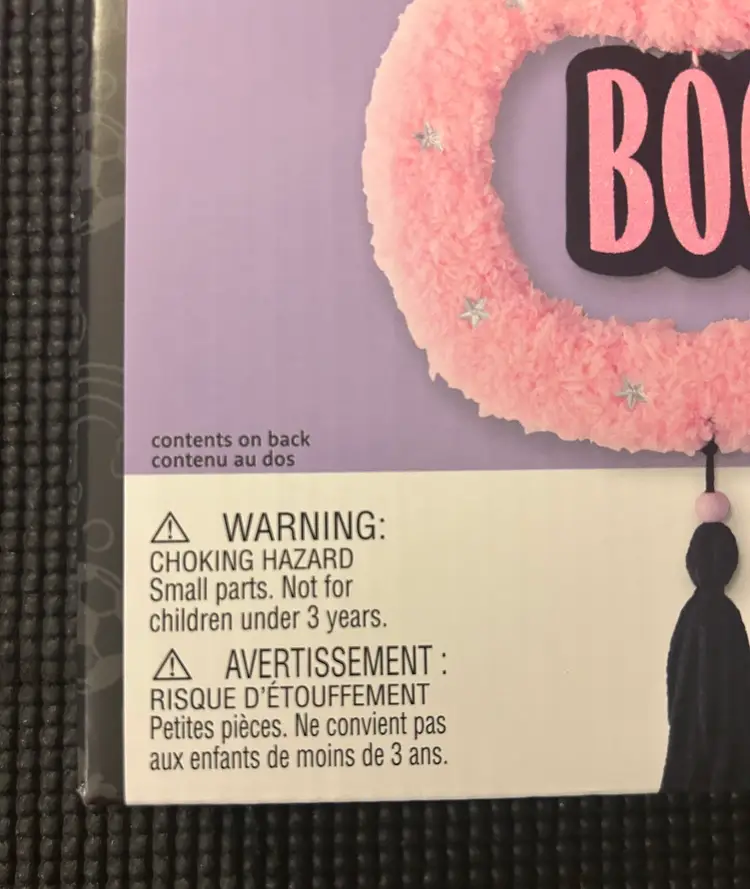 BOO
contents on back
contenu au dos
⚠ WARNING:
CHOKING HAZARD
Small parts. Not for
children under 3 years.
⚠ AVERTISSEMENT :
RISQUE D'ÉTOUFFEMENT
Petites pièces. Ne convient pas
aux enfants de moins de 3 ans.